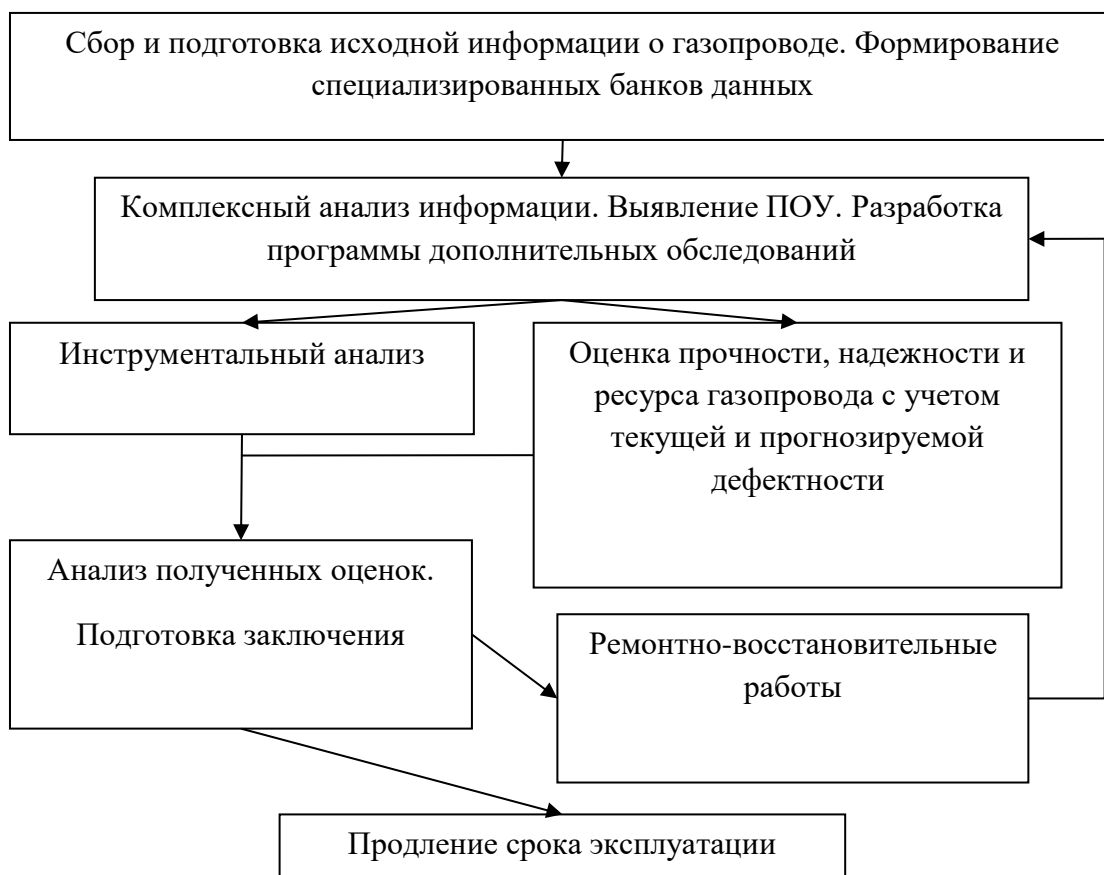 Сбор и подготовка исходной информации о газопроводе. Формирование
специализированных банков данных
Комплексный анализ информации. Выявление ПОУ. Разработка
программы дополнительных обследований
Инструментальный анализ
Оценка прочности, надежности и
ресурса газопровода с учетом
текущей и прогнозируемой
дефектности
Анализ полученных оценок.
Подготовка заключения
Ремонтно-восстановительные
работы
Продление срока эксплуатации